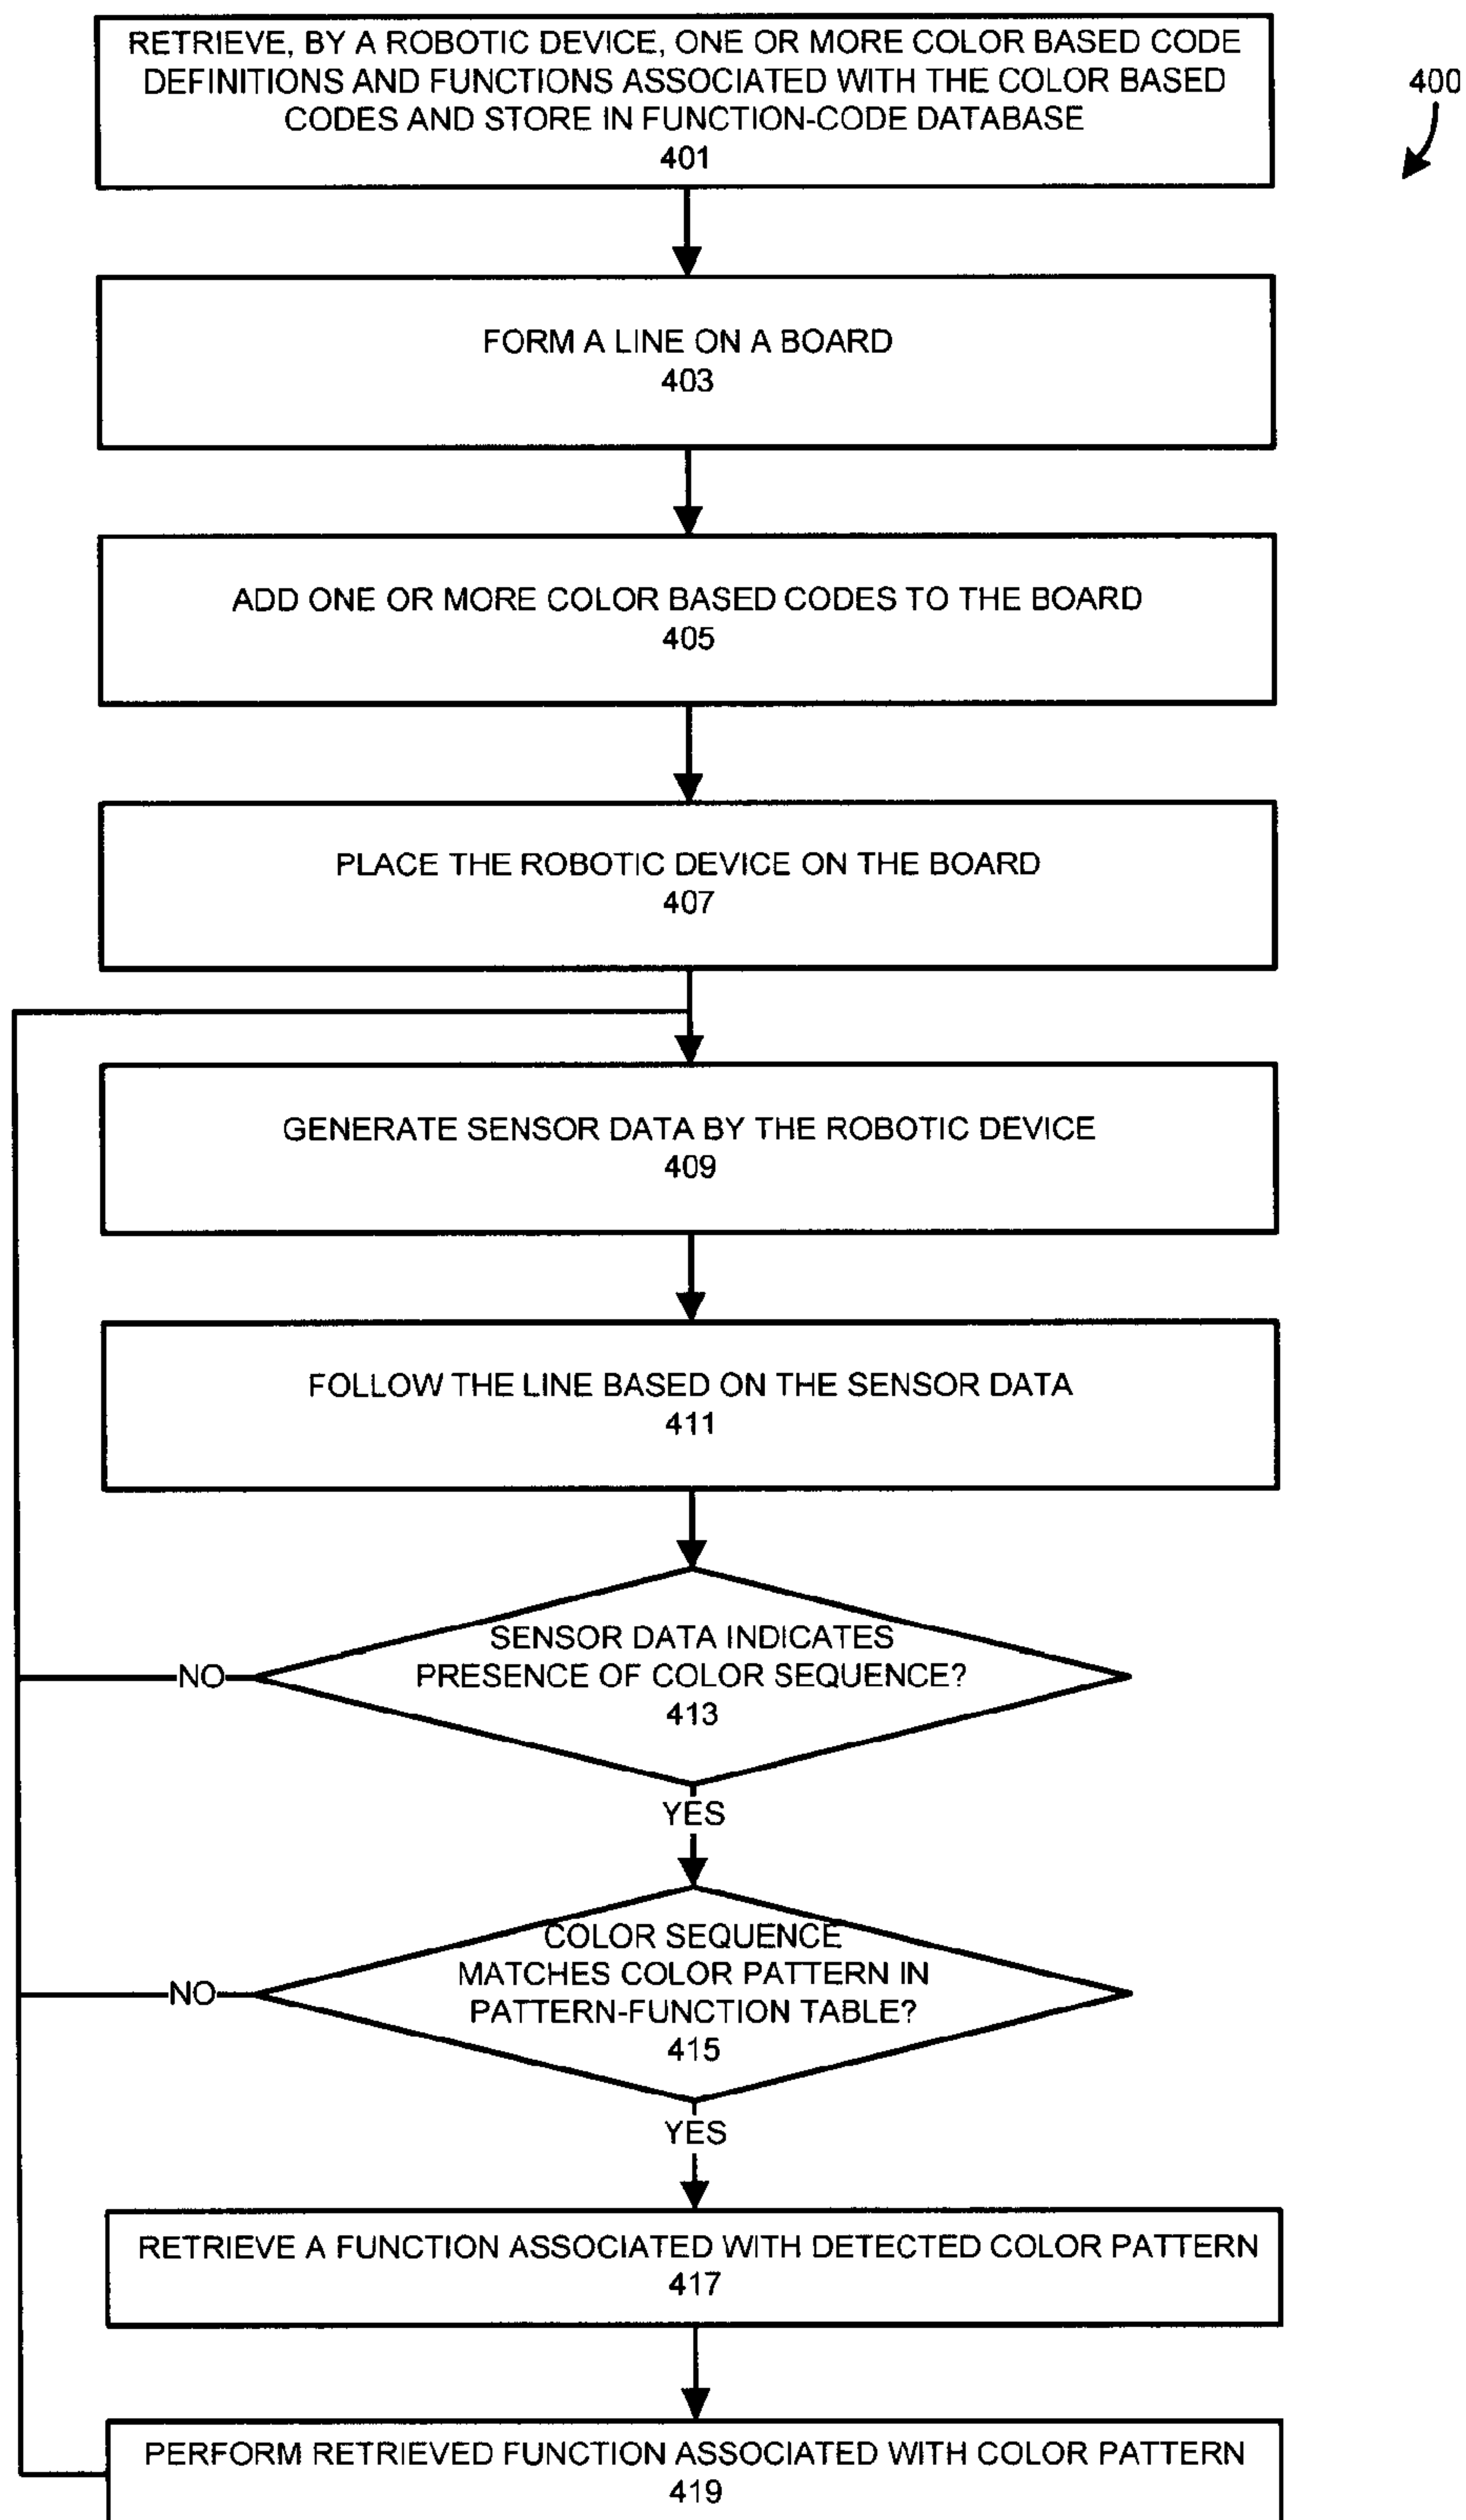 RETRIEVE, BY A ROBOTIC DEVICE, ONE OR MORE COLOR BASED CODE
DEFINITIONS AND FUNCTIONS ASSOCIATED WITH THE COLOR BASED
CODES AND STORE IN FUNCTION-CODE DATABASE
401
400
FORM A LINE ON A BOARD
403
ADD ONE OR MORE COLOR BASED CODES TO THE BOARD
405
PLACE THE ROBOTIC DEVICE ON THE BOARD
407
GENERATE SENSOR DATA BY THE ROBOTIC DEVICE
409
FOLLOW THE LINE BASED ON THE SENSOR DATA
411
SENSOR DATA INDICATES
PRESENCE OF COLOR SEQUENCE?
413
NO
YES
COLOR SEQUENCE
MATCHES COLOR PATTERN IN
PATTERN-FUNCTION TABLE?
415
NO
YES
RETRIEVE A FUNCTION ASSOCIATED WITH DETECTED COLOR PATTERN
417
PERFORM RETRIEVED FUNCTION ASSOCIATED WITH COLOR PATTERN
419